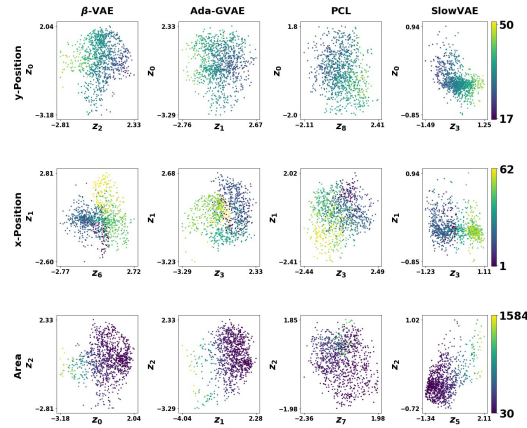 β-VAE Ada-GVAE PCL SlowVAE
y-Position
2.04 z0 −3.18 −2.81 z2 2.33
1.33 z0 −3.29 −2.76 z1 2.67
1.8 z0 −2.0 −2.11 z8 2.41
0.94 z0 −0.85 −1.49 z3 1.25
50 17
x-Position
2.81 z1 −2.60 −2.77 z6 2.72
2.68 z1 −3.23 −3.29 z3 2.33
2.02 z1 −2.41 −2.44 z3 2.49
0.94 z1 −0.85 −1.23 z3 1.11
62 1
Area
2.33 z2 −2.81 −3.18 z0 2.04
2.33 z2 −3.29 −3.29 z1 2.28
1.85 z2 −1.98 −2.37 z7 2.49
1.02 z2 −0.72 −0.85 z5 2.11
1584 30